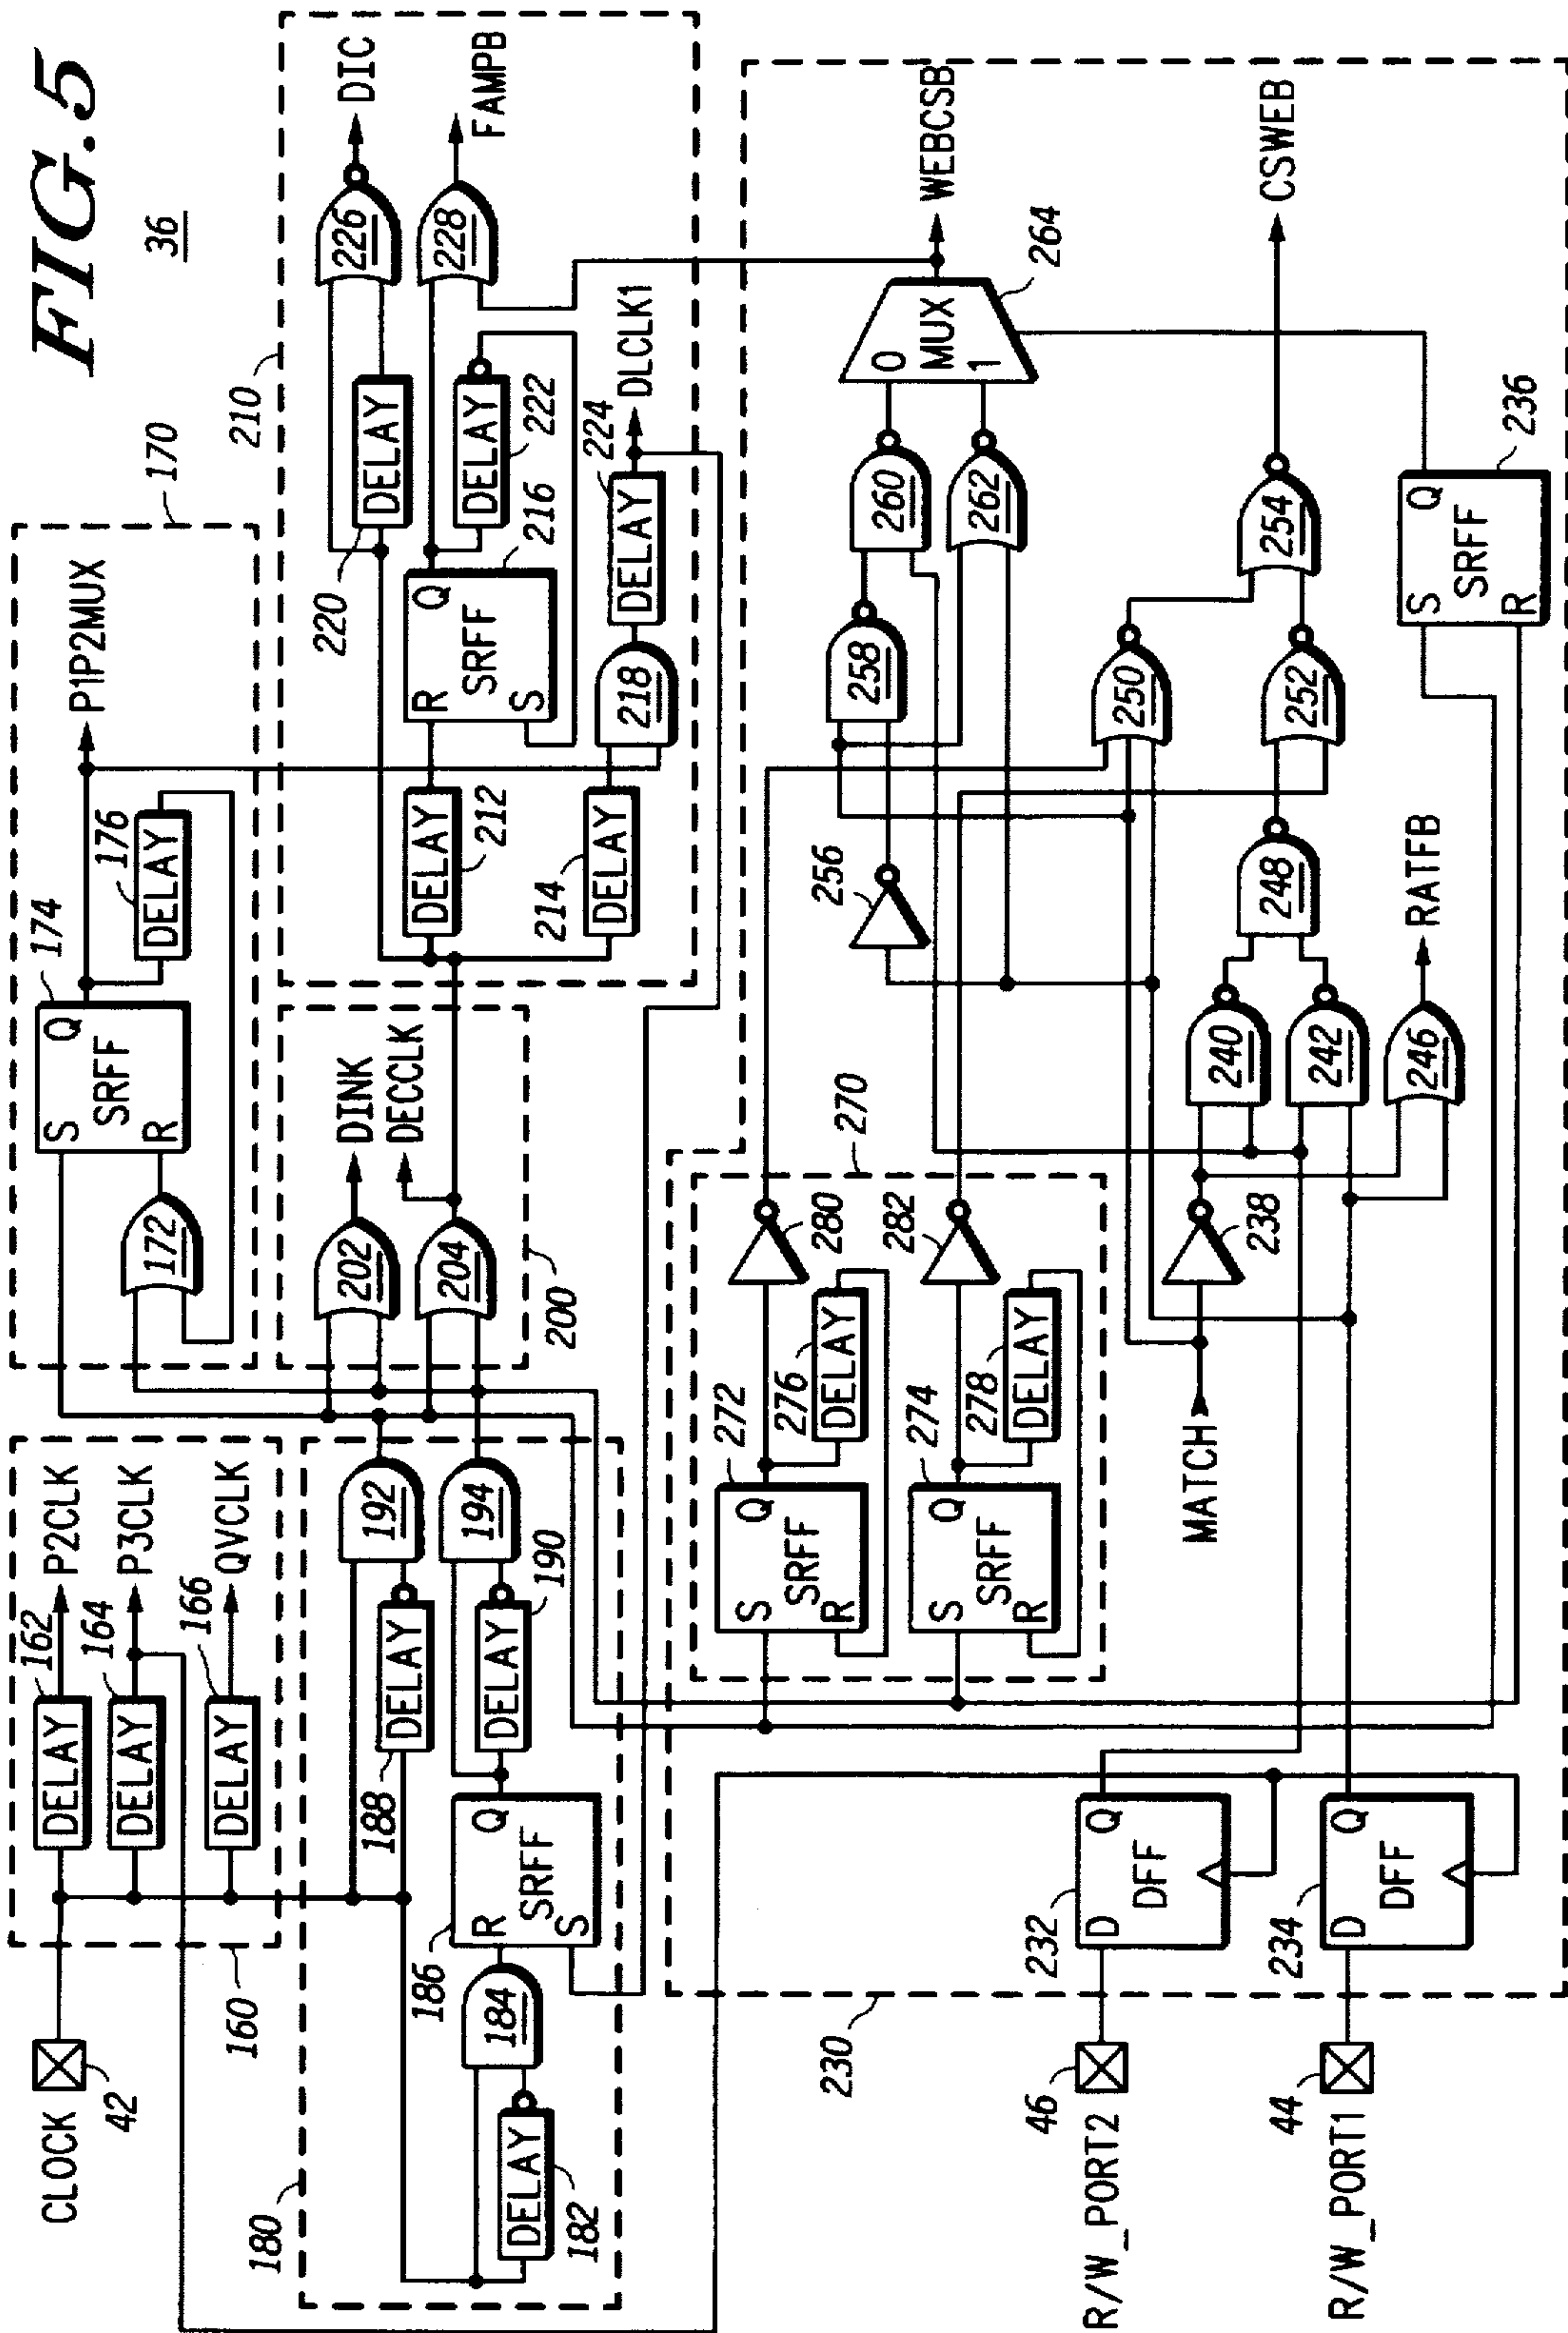 FIG.5
36
CLOCK
42
160
DELAY
162
P2CLK
DELAY
164
P3CLK
DELAY
166
QVCLK
170
172
S
R
Q
SRFF
174
DELAY
176
P1P2MUX
180
DELAY
182
184
186
R
S
Q
SRFF
188
DELAY
DELAY
190
192
194
200
202
DINK
204
DECCLK
210
DELAY
212
214
DELAY
R
S
Q
SRFF
216
218
220
DELAY
DELAY
222
DELAY
224
226
DIC
228
FAMPB
DLCLK1
230
R/W_PORT2
46
R/W_PORT1
44
232
D
Q
DFF
234
D
Q
DFF
270
272
S
R
Q
SRFF
276
DELAY
280
274
S
R
Q
SRFF
278
DELAY
282
MATCH
238
240
242
246
RATFB
248
250
252
254
CSWEB
256
258
260
262
0
1
MUX
264
WEBCSB
S
R
Q
SRFF
236